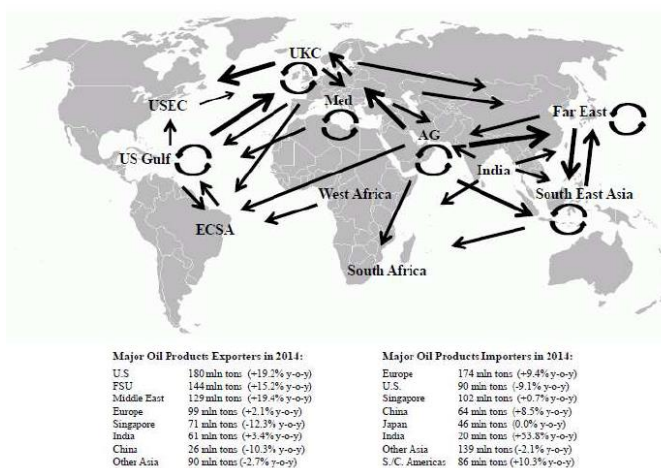 UKC
Med
USEC
Far East
AG
US Gulf
India
West Africa
South East Asia
ECSA
South Africa
Major Oil Products Exporters in 2014:
U.S 180 mln tons (+19.2% y-o-y)
FSU 144 mln tons (+15.2% y-o-y)
Middle East 129 mln tons (+19.4% y-o-y)
Europe 99 mln tons (+2.1% y-o-y)
Singapore 71 mln tons (-12.3% y-o-y)
India 61 mln tons (+3.4% y-o-y)
China 26 mln tons (-10.3% y-o-y)
Other Asia 90 mln tons (-2.7% y-o-y)
Major Oil Products Importers in 2014:
Europe 174 mln tons (+9.4% y-o-y)
U.S. 90 mln tons -9.1% y-o-y)
Singapore 102 mln tons (+0.7% y-o-y)
China 64 mln tons (+8.5% y-o-y)
Japan 46 mln tons (0.0% y-o-y)
India 20 mln tons (+53.8% y-o-y)
Other Asia 139 mln tons (-2.1% y-o-y)
S./C. Americas 86 mln tons (+10.3% y-o-y)